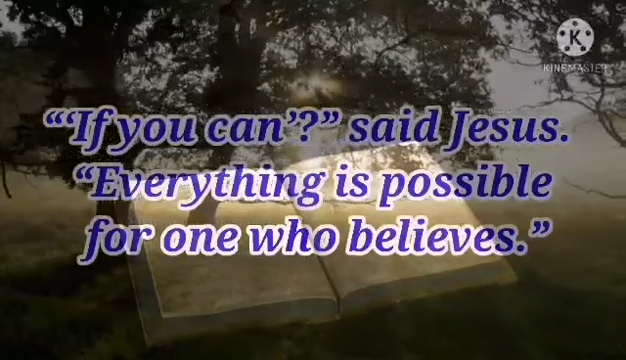 KINEMASTER
“‘If you can’?” said Jesus.
“Everything is possible
for one who believes.”